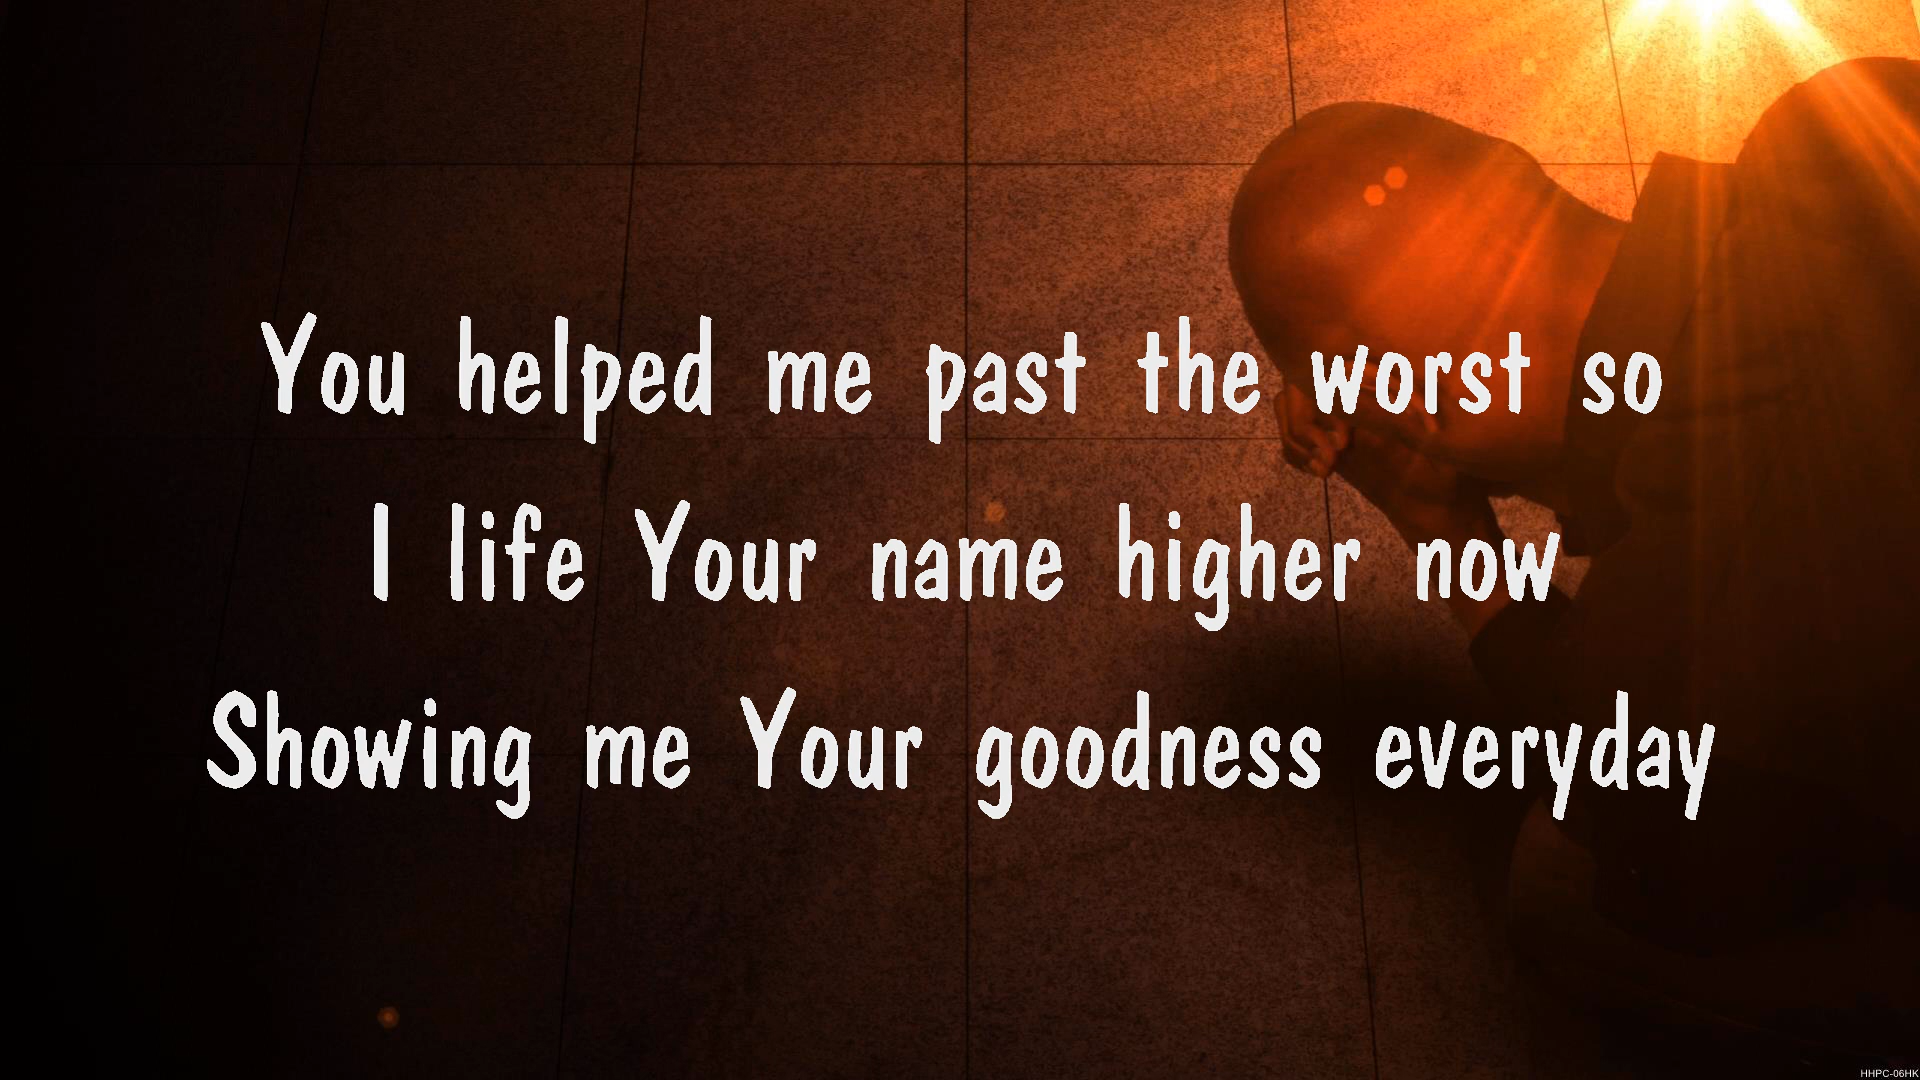 You helped me past the worst so
I life Your name higher now
Showing me Your goodness everyday
HHPC-06HK